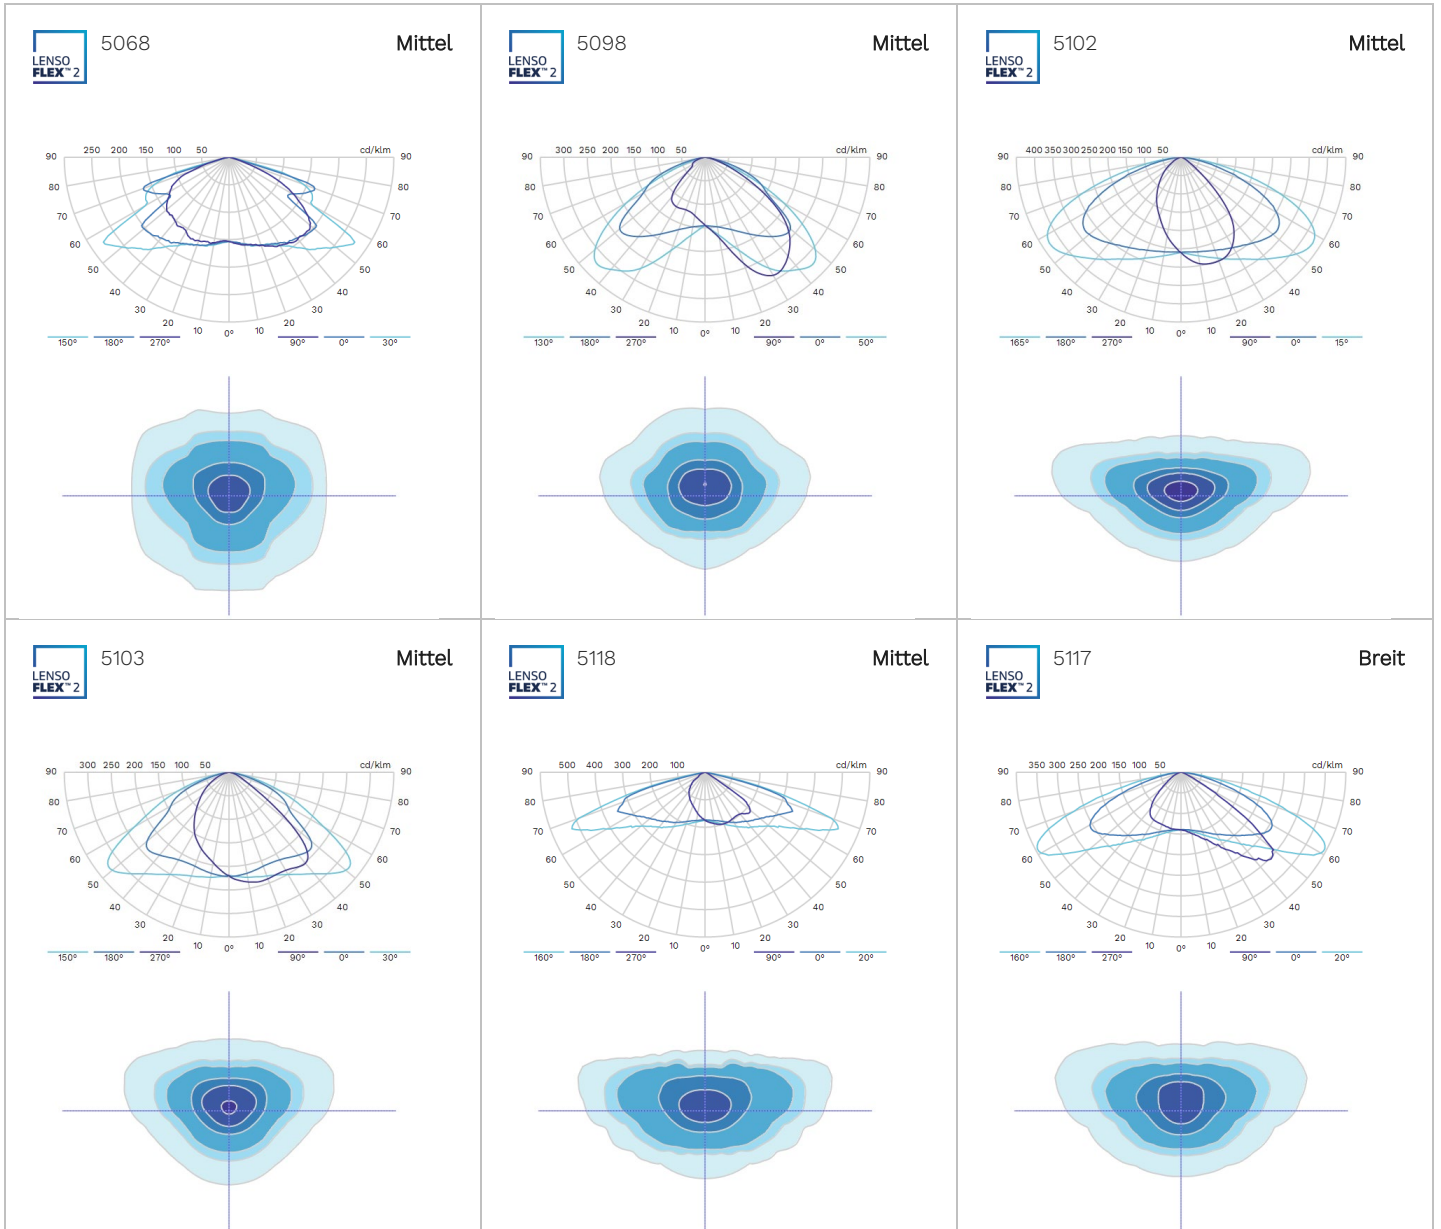 5068 Mittel
LENSO
FLEX™ 2
250 200 150 100 50 cd/klm
90 90
80 80
70 70
60 60
50 50
40 40
30 30
20 10 0° 10 20
150° 180° 270° 90° 0° 30°
5098 Mittel
LENSO
FLEX™ 2
300 250 200 150 100 50 cd/klm
90 90
80 80
70 70
60 60
50 50
40 40
30 30
20 10 0° 10 20
130° 180° 270° 90° 0° 50°
5102 Mittel
LENSO
FLEX™ 2
400 350 300 250 200 150 100 50 cd/klm
90 90
80 80
70 70
60 60
50 50
40 40
30 30
20 10 0° 10 20
165° 180° 270° 90° 0° 15°
5103 Mittel
LENSO
FLEX™ 2
300 250 200 150 100 50 cd/klm
90 90
80 80
70 70
60 60
50 50
40 40
30 30
20 10 0° 10 20
150° 180° 270° 90° 0° 30°
5118 Mittel
LENSO
FLEX™ 2
500 400 300 200 100 cd/klm
90 90
80 80
70 70
60 60
50 50
40 40
30 30
20 10 0° 10 20
160° 180° 270° 90° 0° 20°
5117 Breit
LENSO
FLEX™ 2
350 300 250 200 150 100 50 cd/klm
90 90
80 80
70 70
60 60
50 50
40 40
30 30
20 10 0° 10 20
160° 180° 270° 90° 0° 20°